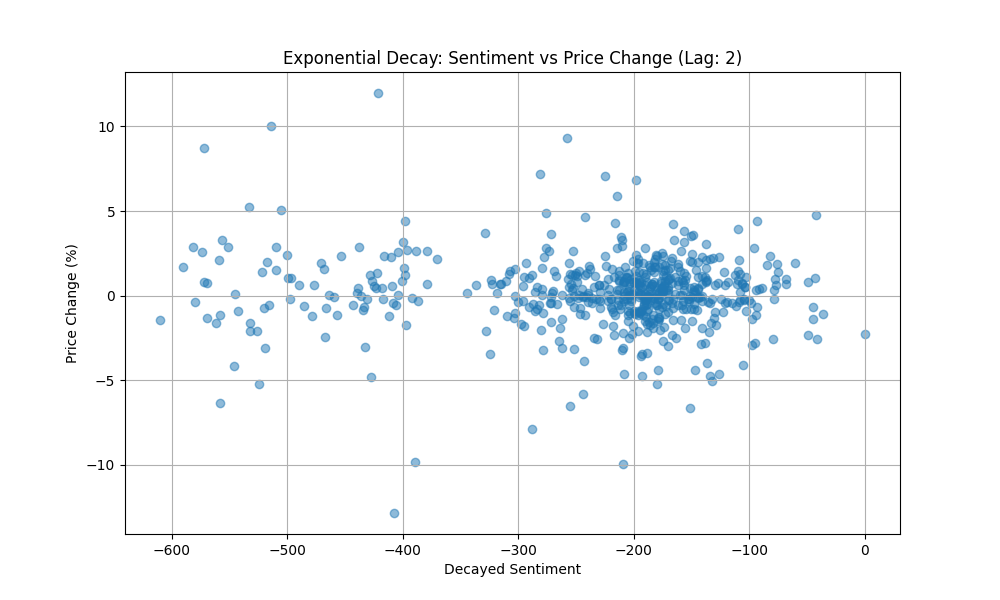 Exponential Decay: Sentiment vs Price Change (Lag: 2)
10
5
0
−5
−10
Price Change (%)
−600 −500 −400 −300 −200 −100 0
Decayed Sentiment